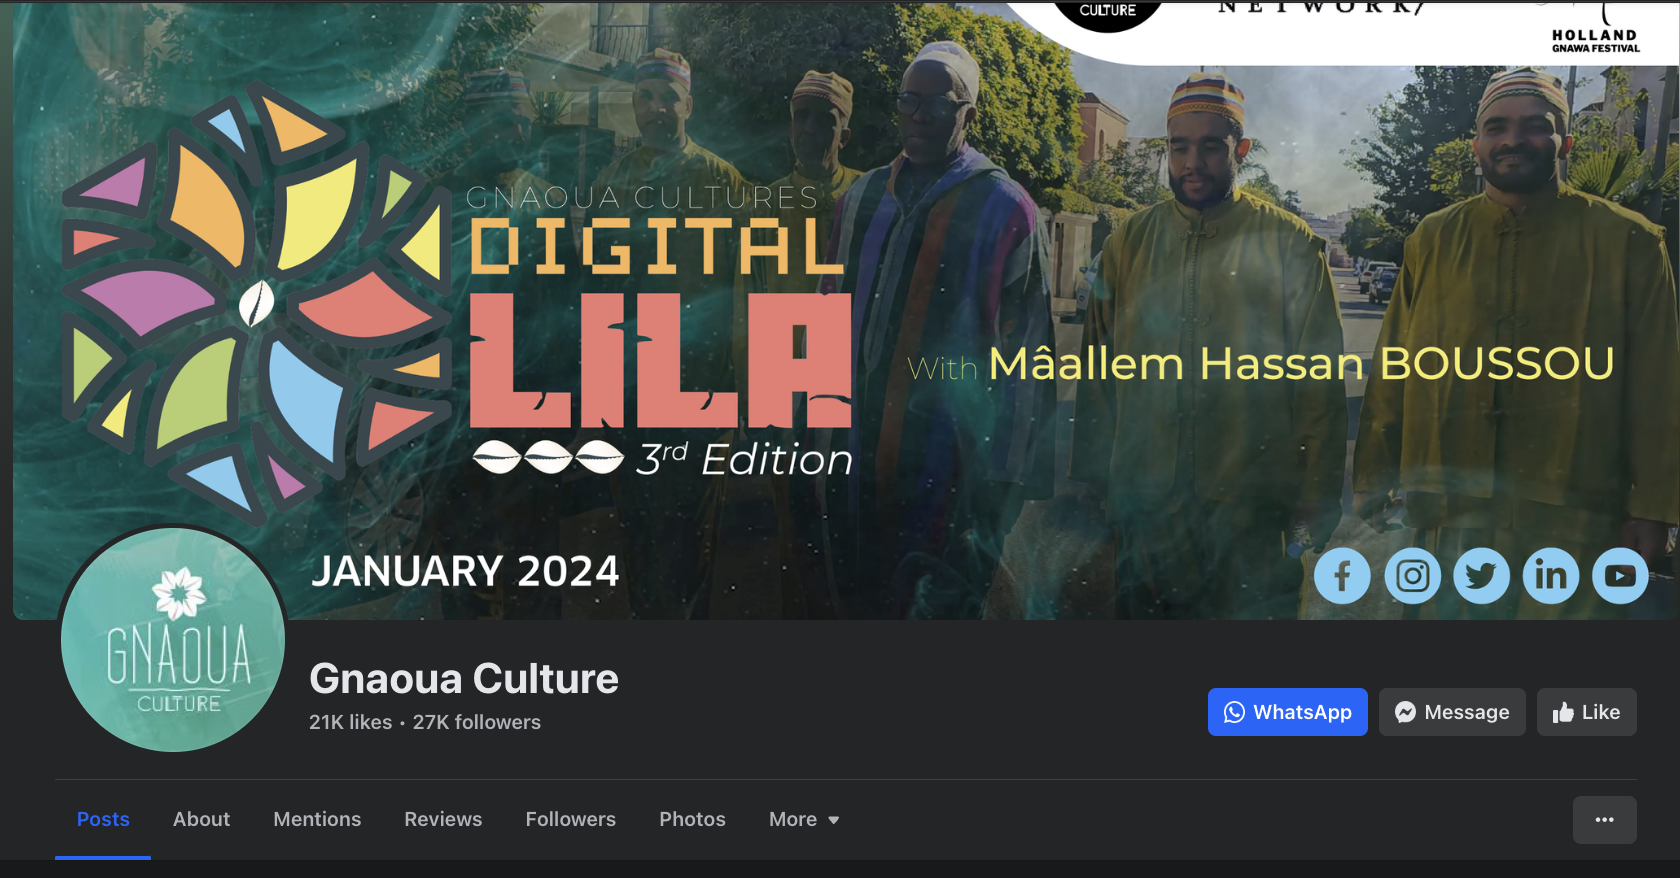 CULTURE
NETWORK/
HOLLAND
GNAWA FESTIVAL
GNAOUA CULTURES
DIGITAL
LILA
3rd Edition
With Mâallem Hassan BOUSSOU
JANUARY 2024
GNAOUA
CULTURE
Gnaoua Culture
21K likes • 27K followers
WhatsApp
Message
Like
Posts
About
Mentions
Reviews
Followers
Photos
More